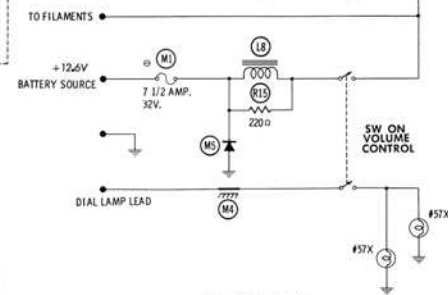 TO FILAMENTS
+12.6V
BATTERY SOURCE
M1
7 1/2 AMP.
32V.
L8
R15
220 Ω
M5
SW ON
VOLUME
CONTROL
DIAL LAMP LEAD
M4
#57X
#57X